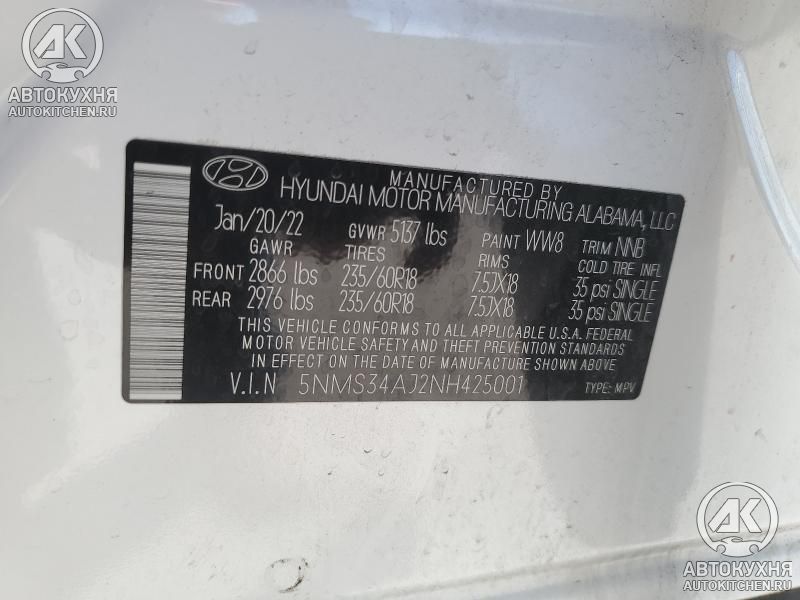 АК
АВТОКУХНЯ
AUTOKITCHEN.RU
MANUFACTURED BY
HYUNDAI MOTOR MANUFACTURING ALABAMA, LLC
Jan/20/22 GVWR 5137 lbs PAINT WW8 TRIM NNB
GAWR TIRES RIMS COLD TIRE INFL
FRONT 2866 lbs 235/60R18 7.5JX18 35 psi SINGLE
REAR 2976 lbs 235/60R18 7.5JX18 35 psi SINGLE
THIS VEHICLE CONFORMS TO ALL APPLICABLE U.S.A. FEDERAL
MOTOR VEHICLE SAFETY AND THEFT PREVENTION STANDARDS
IN EFFECT ON THE DATE OF MANUFACTURE SHOWN ABOVE
V.I.N 5NMS34AJ2NH425001 TYPE: MPV
АК
АВТОКУХНЯ
AUTOKITCHEN.RU